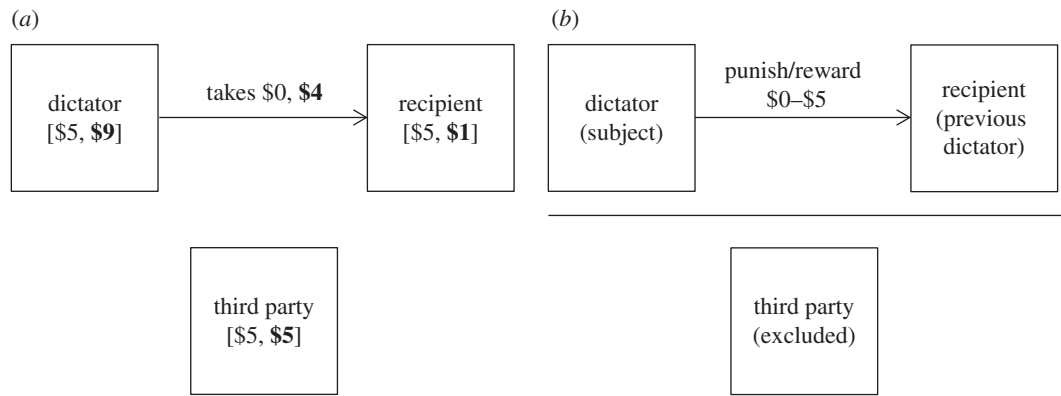 (a)
dictator
[$5, $9]
takes $0, $4
recipient
[$5, $1]
third party
[$5, $5]
(b)
dictator
(subject)
punish/reward
$0–$5
recipient
(previous
dictator)
third party
(excluded)